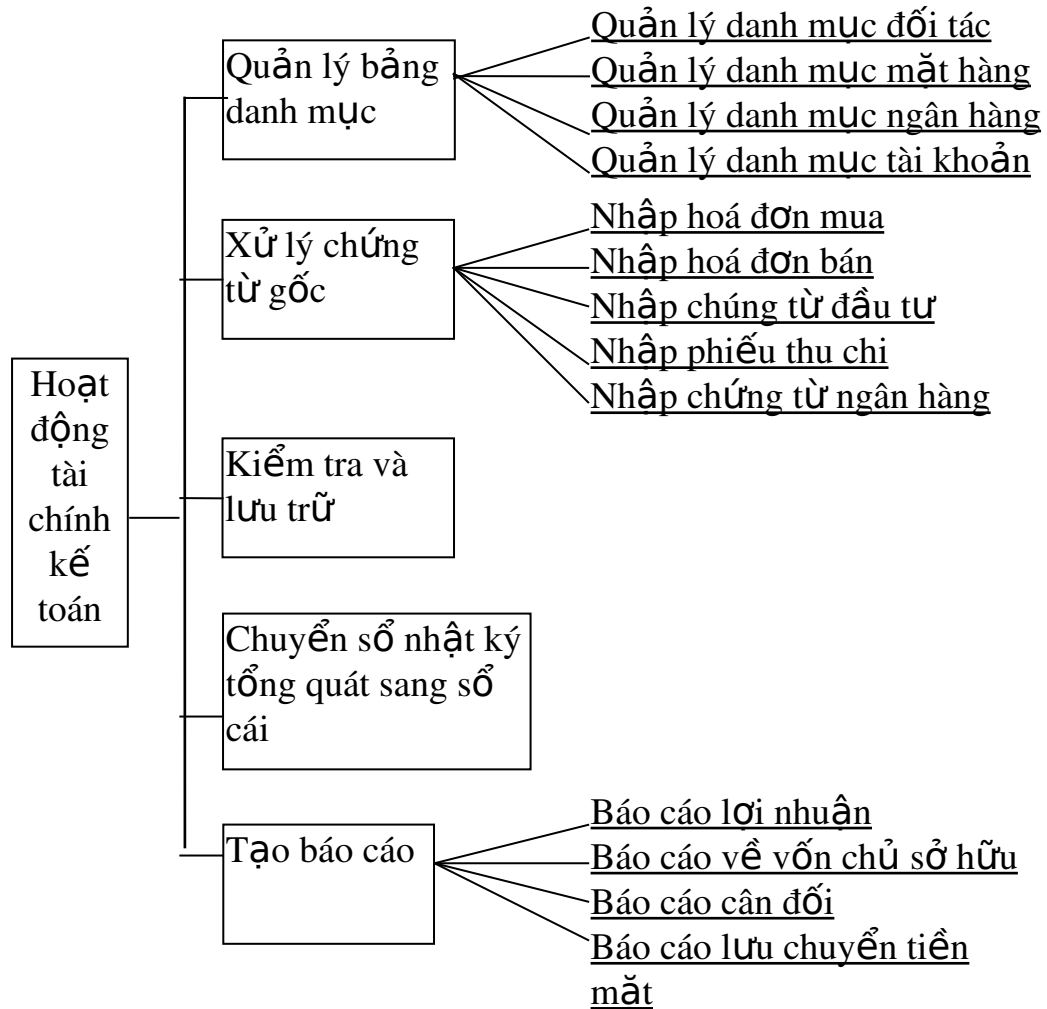 Hoạt
động
tài
chính
kế
toán
Quản lý bảng
danh mục
Quản lý danh mục đối tác
Quản lý danh mục mặt hàng
Quản lý danh mục ngân hàng
Quản lý danh mục tài khoản
Xử lý chứng
từ gốc
Nhập hoá đơn mua
Nhập hoá đơn bán
Nhập chúng từ đầu tư
Nhập phiếu thu chi
Nhập chứng từ ngân hàng
Kiểm tra và
lưu trữ
Chuyển sổ nhật ký
tổng quát sang sổ
cái
Tạo báo cáo
Báo cáo lợi nhuận
Báo cáo về vốn chủ sở hữu
Báo cáo cân đối
Báo cáo lưu chuyển tiền
mặt